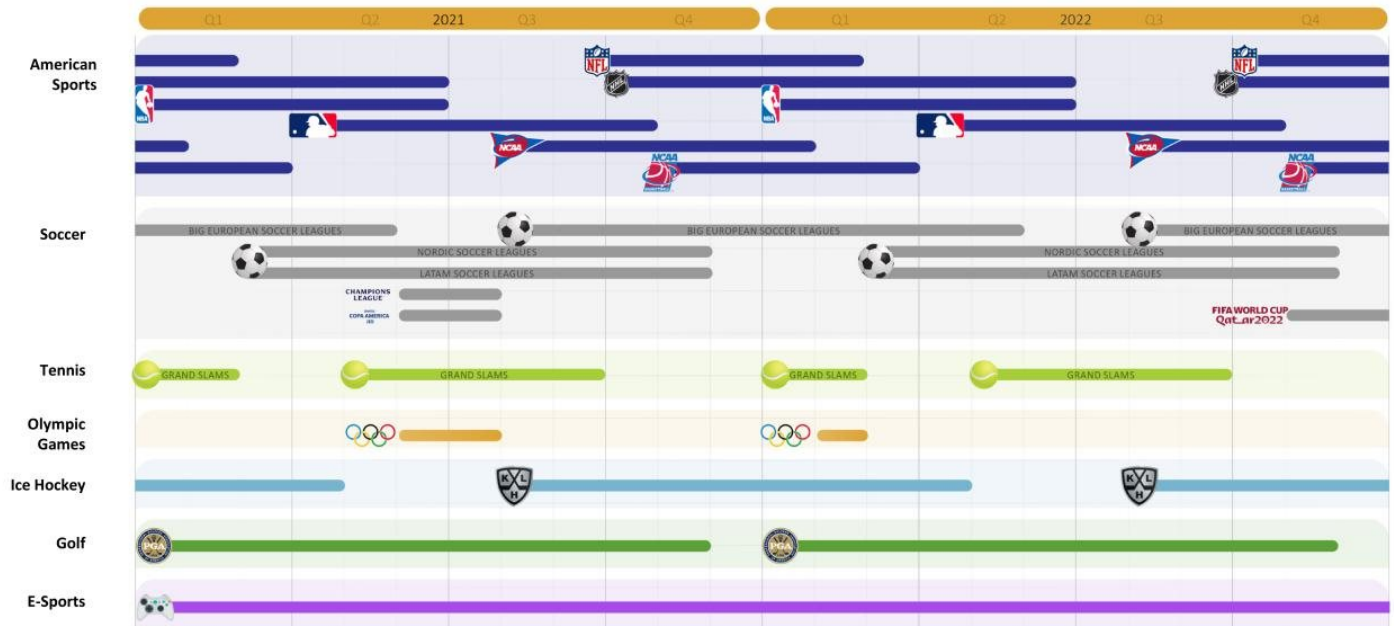 Q1 Q2 2021 Q3 Q4 Q1 Q2 2022 Q3 Q4
American
Sports
NFL
NFL
NBA
NBA
NCAA
NCAA
NCAA
NCAA
Soccer
BIG EUROPEAN SOCCER LEAGUES BIG EUROPEAN SOCCER LEAGUES BIG EUROPEAN SOCCER LEAGUES
NORDIC SOCCER LEAGUES NORDIC SOCCER LEAGUES
LATAM SOCCER LEAGUES LATAM SOCCER LEAGUES
CHAMPIONS
LEAGUE
COPA AMERICA
FIFA WORLD CUP
Qatar2022
Tennis
GRAND SLAMS GRAND SLAMS GRAND SLAMS GRAND SLAMS
Olympic
Games
Ice Hockey
K L
H
K L
H
Golf
PGA PGA
E-Sports